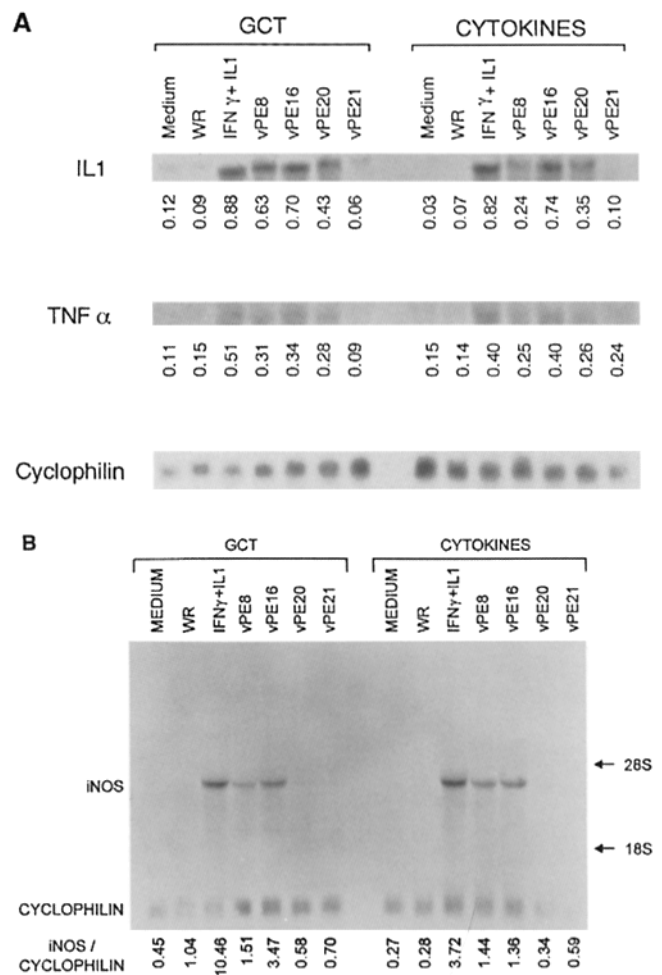 A
GCT CYTOKINES
Medium WR IFN γ + IL1 vPE8 vPE16 vPE20 vPE21 Medium WR IFN γ + IL1 vPE8 vPE16 vPE20 vPE21
IL1
0.12 0.09 0.88 0.63 0.70 0.43 0.06 0.03 0.07 0.82 0.24 0.74 0.35 0.10
TNF α
0.11 0.15 0.51 0.31 0.34 0.28 0.09 0.15 0.14 0.40 0.25 0.40 0.26 0.24
Cyclophilin
B
GCT CYTOKINES
MEDIUM WR IFNγ+IL1 vPE8 vPE16 vPE20 vPE21 MEDIUM WR IFNγ+IL1 vPE8 vPE16 vPE20 vPE21
28S
iNOS
18S
CYCLOPHILIN
iNOS /
CYCLOPHILIN
0.45 1.04 10.46 1.51 3.47 0.58 0.70 0.27 0.28 3.72 1.44 1.36 0.34 0.59